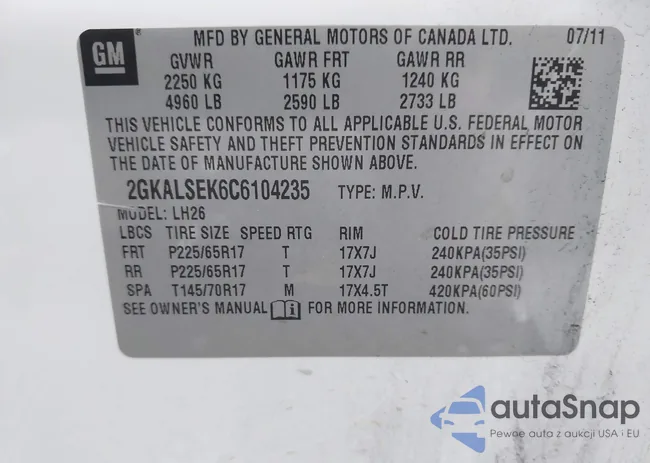 GM
MFD BY GENERAL MOTORS OF CANADA LTD. 07/11
GVWR GAWR FRT GAWR RR
2250 KG 1175 KG 1240 KG
4960 LB 2590 LB 2733 LB
THIS VEHICLE CONFORMS TO ALL APPLICABLE U.S. FEDERAL MOTOR
VEHICLE SAFETY AND THEFT PREVENTION STANDARDS IN EFFECT ON
THE DATE OF MANUFACTURE SHOWN ABOVE.
2GKALSEK6C6104235 TYPE: M.P.V.
MODEL: LH26
LBCS TIRE SIZE SPEED RTG RIM COLD TIRE PRESSURE
FRT P225/65R17 T 17X7J 240KPA(35PSI)
RR P225/65R17 T 17X7J 240KPA(35PSI)
SPA T145/70R17 M 17X4.5T 420KPA(60PSI)
SEE OWNER'S MANUAL i FOR MORE INFORMATION.
autaSnap
Pewne auta z aukcji USA i EU